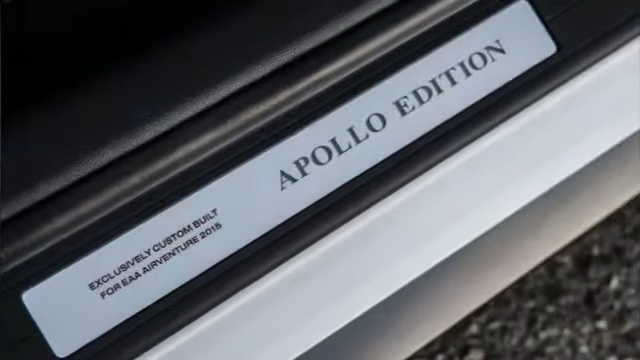 APOLLO EDITION
EXCLUSIVELY CUSTOM BUILT
FOR EAA AIRVENTURE 2015